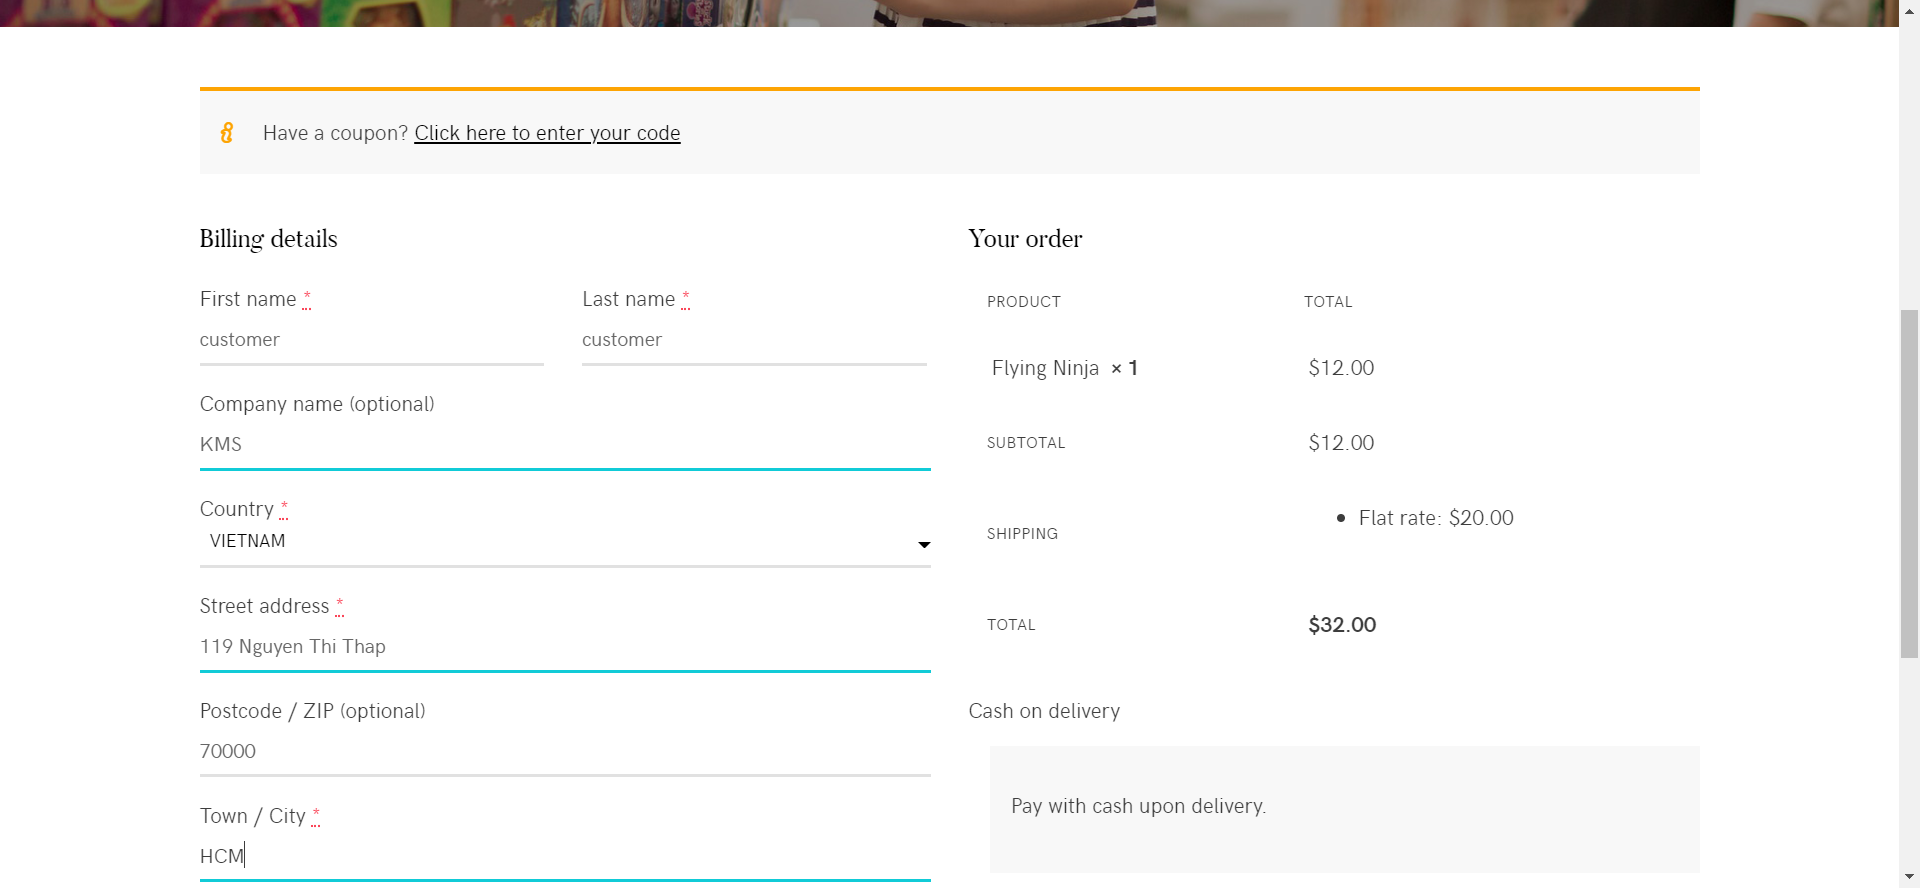 Have a coupon? Click here to enter your code
Billing details
First name *
customer
Last name *
customer
Company name (optional)
KMS
Country *
VIETNAM
Street address *
119 Nguyen Thi Thap
Postcode / ZIP (optional)
70000
Town / City *
HCM
Your order
PRODUCT TOTAL
Flying Ninja × 1 $12.00
SUBTOTAL $12.00
SHIPPING • Flat rate: $20.00
TOTAL $32.00
Cash on delivery
Pay with cash upon delivery.